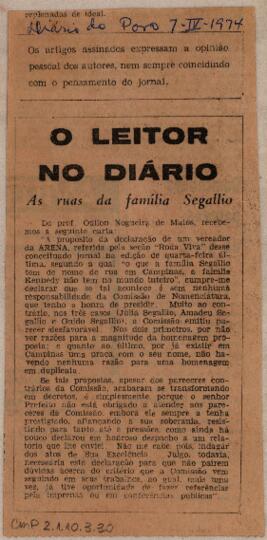 repletadas de ideal.
Diário do Povo 7-IV-1974
Os artigos assinados expressam a opinião
pessoal dos autores, nem sempre coincidindo
com o pensamento do jornal.
O LEITOR
NO DIÁRIO
As ruas da família Segallio
Do prof. Odilon Nogueira de Matos, recebe-
mos a seguinte carta:
"A propósito da declaração de um vereador
da ARENA, referida pela seção "Roda Viva" desse
conceituado jornal na edição de quarta-feira úl-
tima, segundo a qual "o que a família Segallio
tem de nome de rua em Campinas, a família
Kennedy não tem no mundo inteiro", cumpre-me
declarar que se tal acontece é sem nenhuma
responsabilidade da Comissão de Nomenclatura,
que tenho a honra de presidir. Muito ao con-
trário, nos três casos (Júlia Segallio, Amadeu Se-
gallio e Guido Segallio), a Comissão emitiu pa-
recer desfavorável. Nos dois primeiros, por não
ver razões para a magnitude da homenagem pro-
posta; e quanto ao último, por já existir em
Campinas uma praça com o seu nome, não ha-
vendo nenhuma razão para uma homenagem
em duplicata.
Se tais propostas, apesar dos pareceres con-
trários da Comissão, acabaram se transformando
em decretos, é simplesmente porque o senhor
Prefeito não está obrigado a atender aos pare-
ceres da Comissão, embora ele sempre a tenha
prestigiado, afiançando a sua soberania, resis-
tindo para tanto até a pressões, como ainda há
pouco declarou em honroso despacho a um rela-
tório que lhe enviei. Não me cabe, pois, indagar
dos atos de Sua Excelência. Julgo, todavia,
necessária esta declaração para que não pairem
dúvidas acerca do critério que a Comissão vem
seguindo em seus trabalhos, ao qual, mais uma
vez, já tive oportunidade de fazer referências
pela imprensa ou em conferências públicas".
CMP 2.1.10.3.30